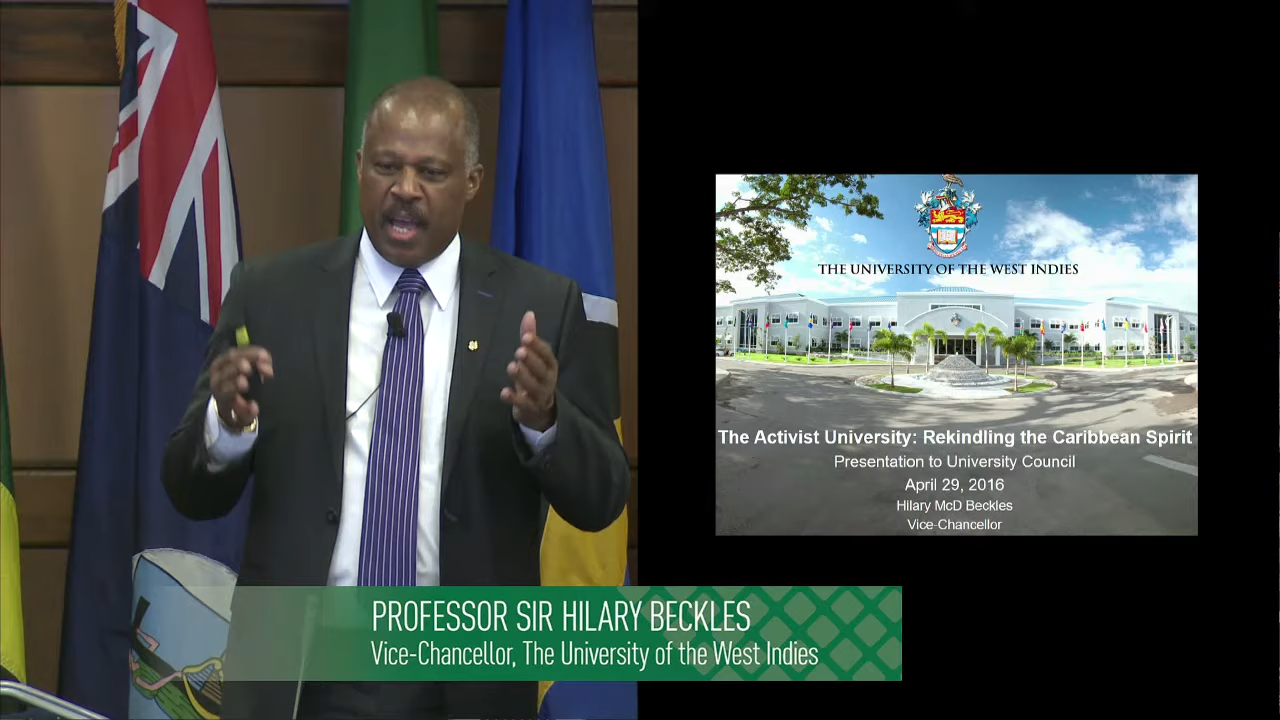 THE UNIVERSITY OF THE WEST INDIES
The Activist University: Rekindling the Caribbean Spirit
Presentation to University Council
April 29, 2016
Hilary McD Beckles
Vice-Chancellor
PROFESSOR SIR HILARY BECKLES
Vice-Chancellor, The University of the West Indies